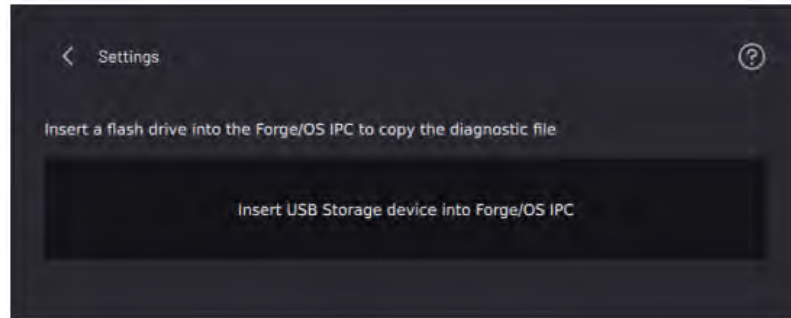 Settings
Insert a flash drive into the Forge/OS IPC to copy the diagnostic file
Insert USB Storage device into Forge/OS IPC